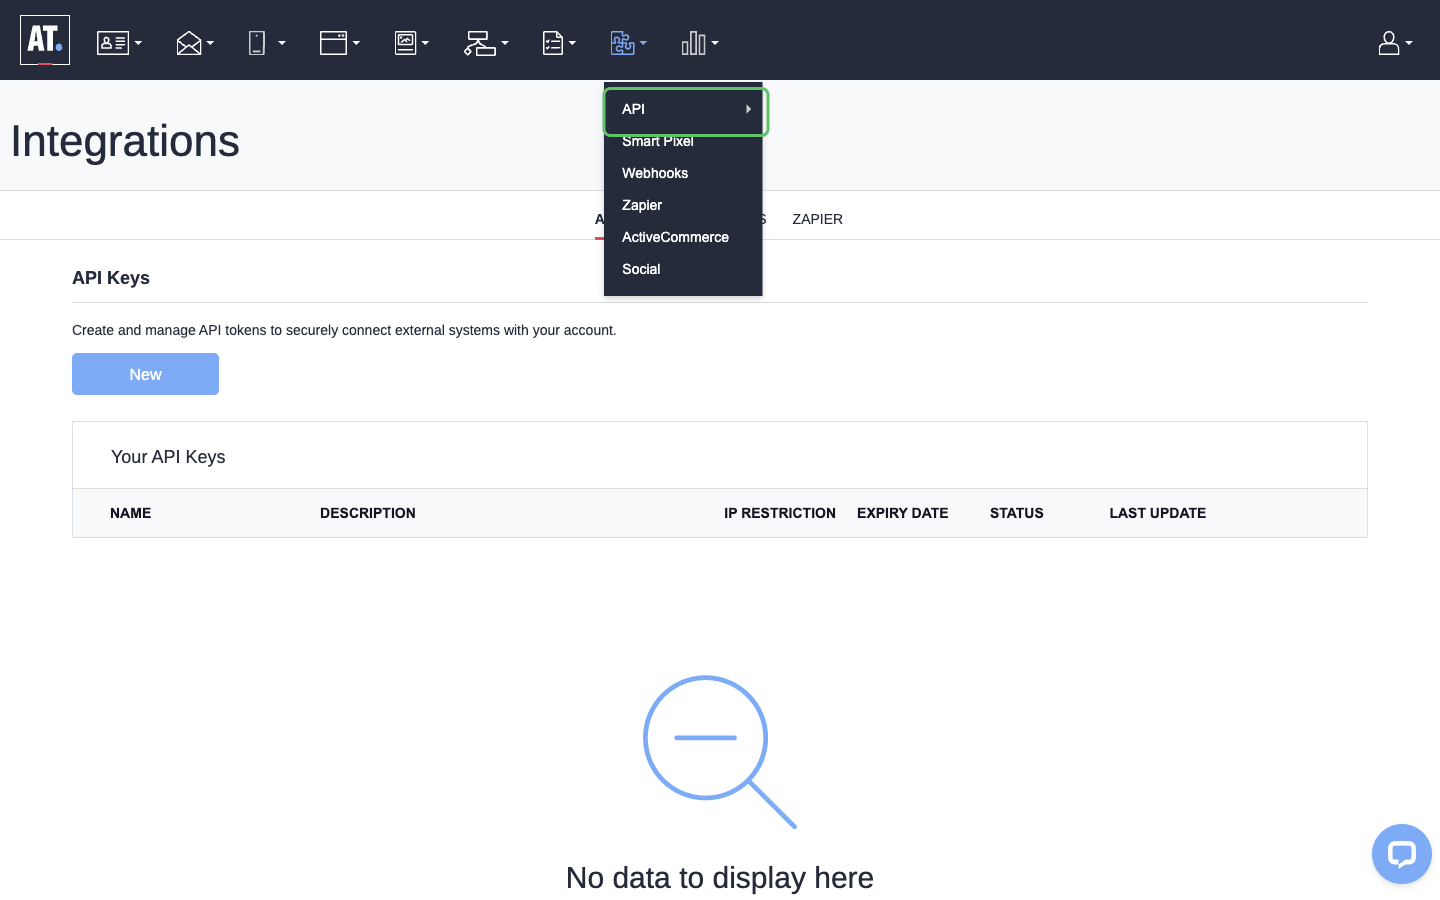 AT.
API
Smart Pixel
Webhooks
Zapier
ActiveCommerce
Social
Integrations
ZAPIER
API Keys
Create and manage API tokens to securely connect external systems with your account.
New
Your API Keys
NAME DESCRIPTION IP RESTRICTION EXPIRY DATE STATUS LAST UPDATE
No data to display here